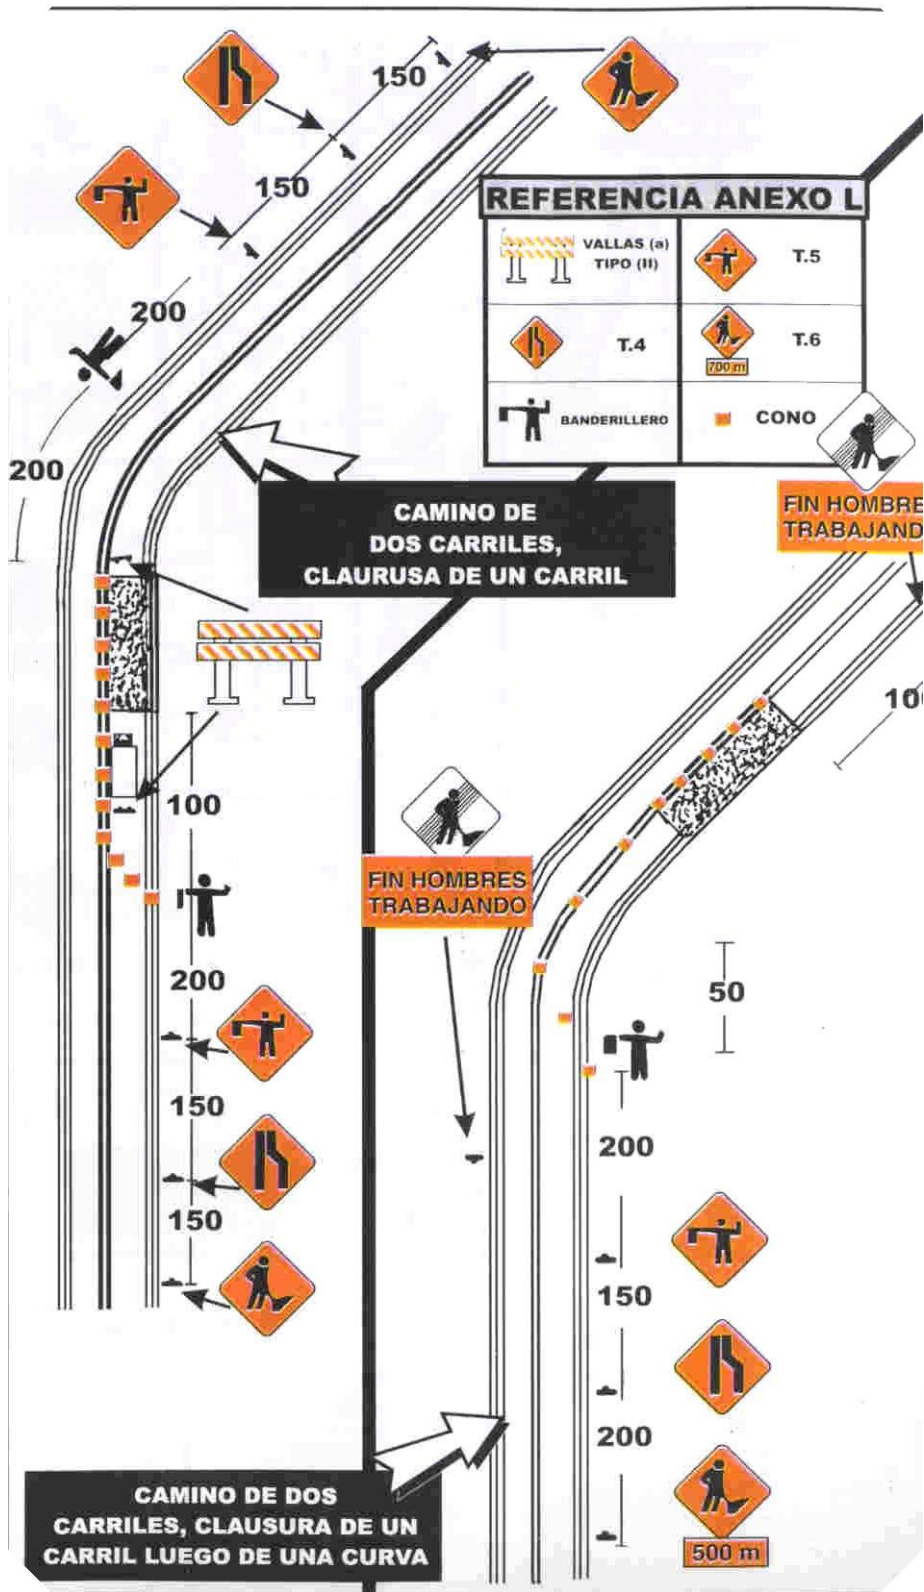 150
150
200
200
REFERENCIA ANEXO L
VALLAS (a)
TIPO (II)
T.5
T.4
T.6
700 m
BANDERILLERO
CONO
CAMINO DE
DOS CARRILES,
CLAURUSA DE UN CARRIL
FIN HOMBRE
TRABAJAND
100
100
FIN HOMBRES
TRABAJANDO
200
50
150
200
150
150
200
500 m
CAMINO DE DOS
CARRILES, CLAUSURA DE UN
CARRIL LUEGO DE UNA CURVA